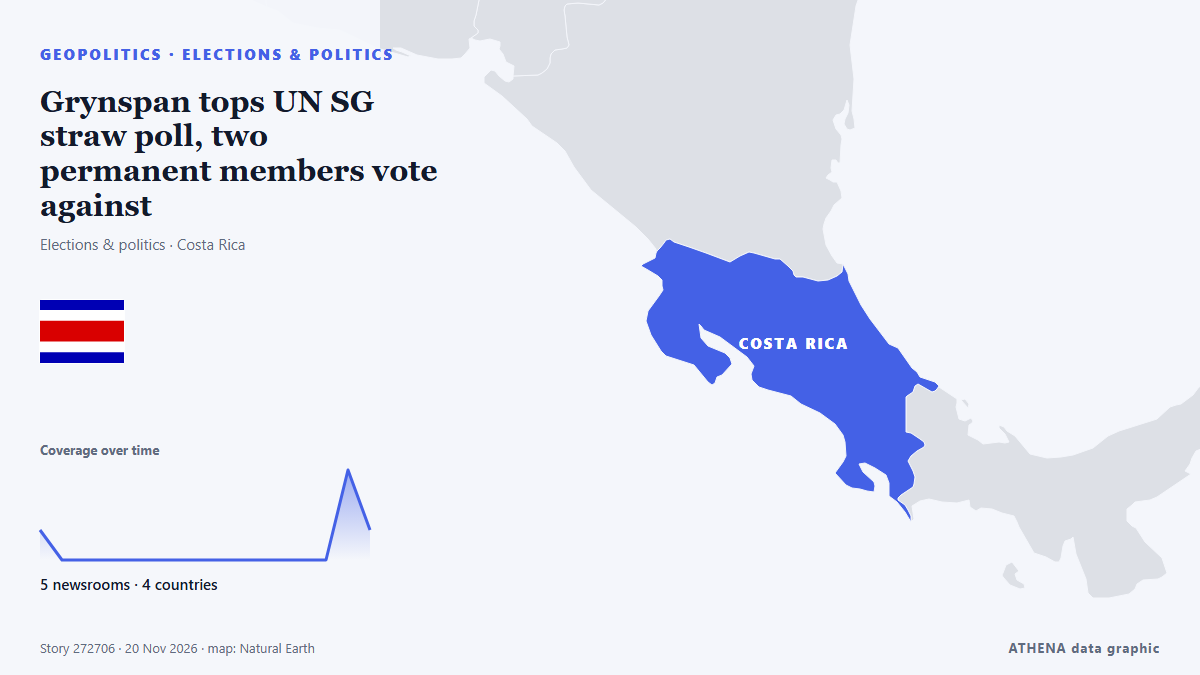 GEOPOLITICS · ELECTIONS & POLITICS
Grynspan tops UN SG
straw poll, two
permanent members vote
against
Elections & politics · Costa Rica
COSTA RICA
Coverage over time
5 newsrooms · 4 countries
Story 272706 · 20 Nov 2026 · map: Natural Earth
ATHENA data graphic